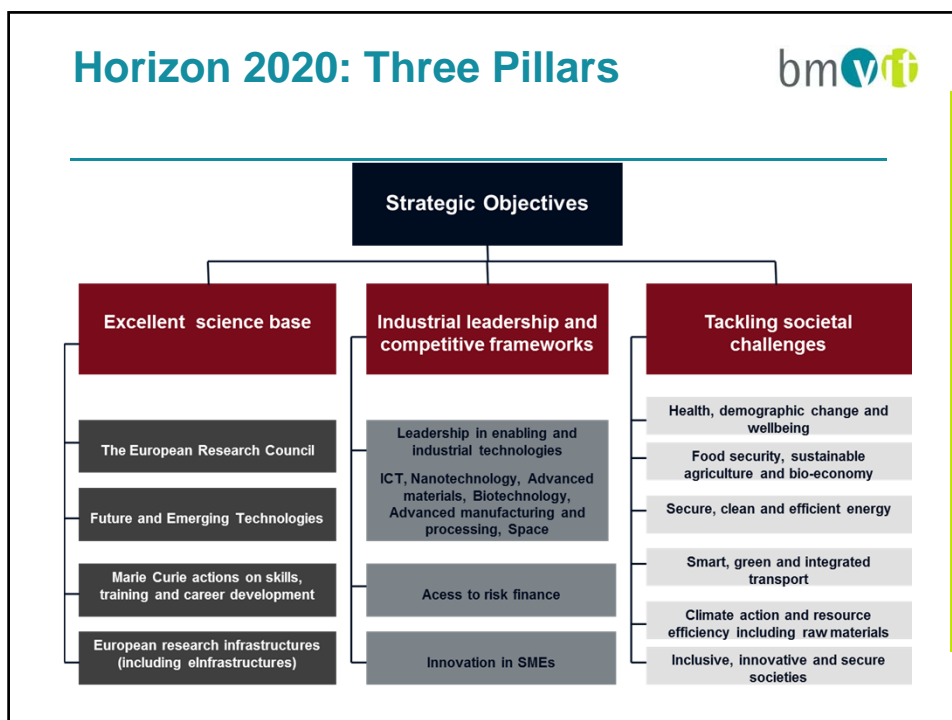 Horizon 2020: Three Pillars
bmvit
Strategic Objectives
Excellent science base
The European Research Council
Future and Emerging Technologies
Marie Curie actions on skills,
training and career development
European research infrastructures
(including eInfrastructures)
Industrial leadership and
competitive frameworks
Leadership in enabling and
industrial technologies
ICT, Nanotechnology, Advanced
materials, Biotechnology,
Advanced manufacturing and
processing, Space
Acess to risk finance
Innovation in SMEs
Tackling societal
challenges
Health, demographic change and
wellbeing
Food security, sustainable
agriculture and bio-economy
Secure, clean and efficient energy
Smart, green and integrated
transport
Climate action and resource
efficiency including raw materials
Inclusive, innovative and secure
societies